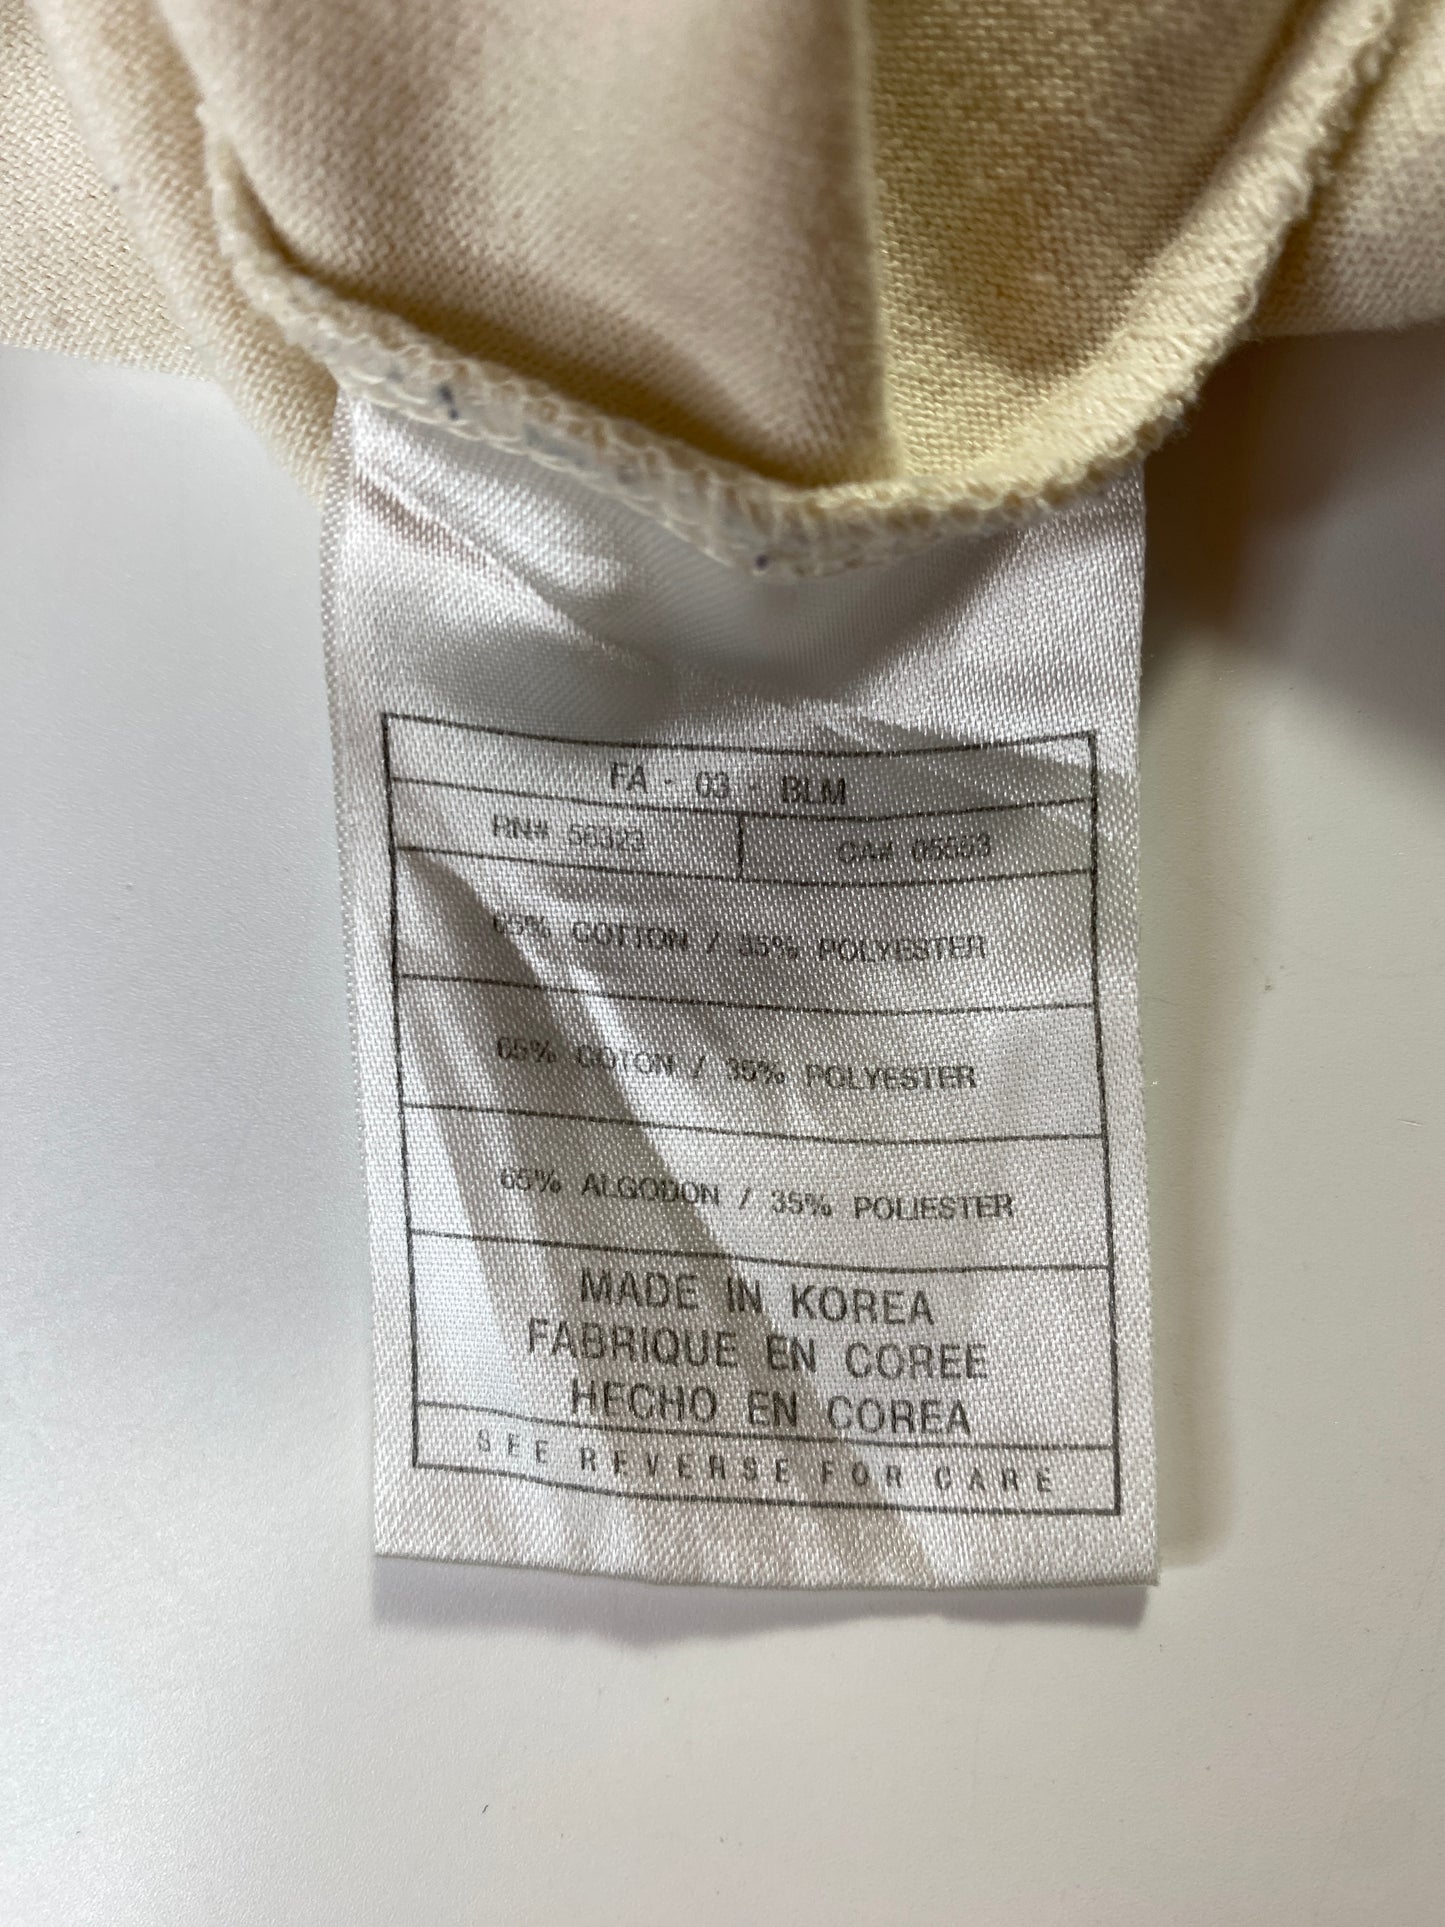 FA - 03 - BLM
RN# 56323 CA# 05553
65% COTTON / 35% POLYESTER
65% COTON / 35% POLYESTER
65% ALGODON / 35% POLIESTER
MADE IN KOREA
FABRIQUE EN COREE
HECHO EN COREA
SEE REVERSE FOR CARE